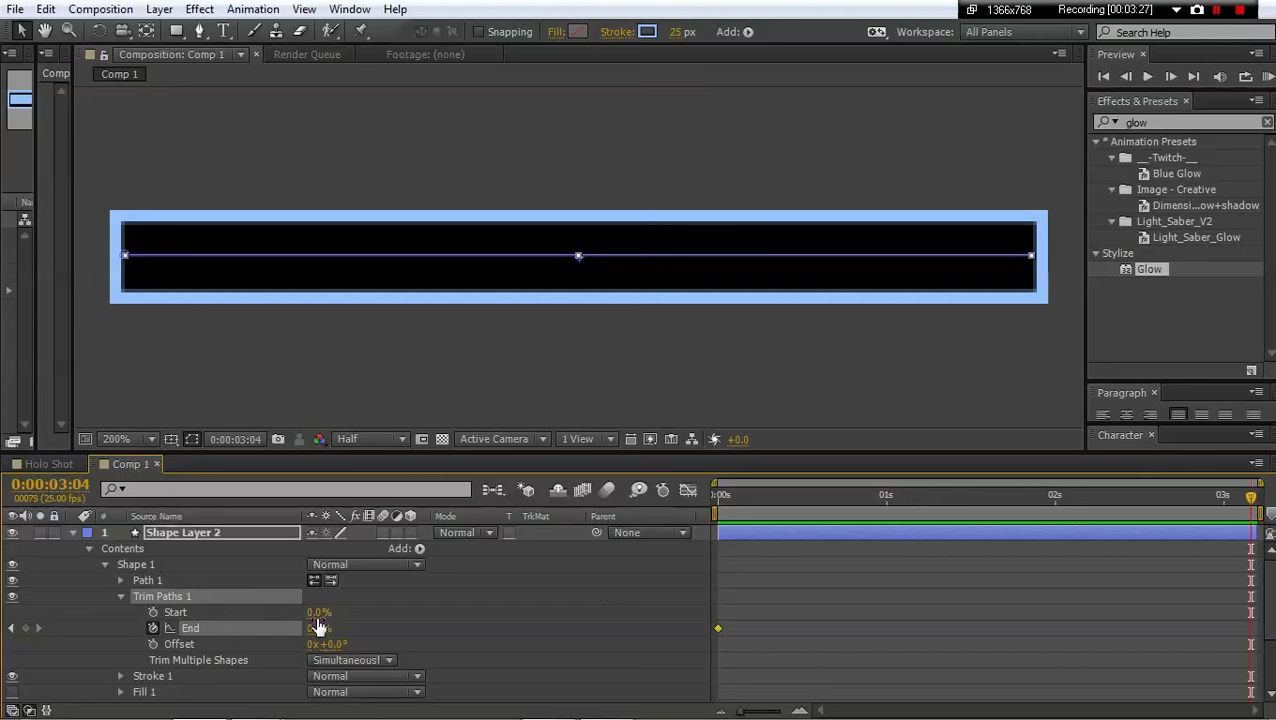 File Edit Composition Layer Effect Animation View Window Help
1366x768 Recording [00:03:27]
Snapping Fill: Stroke: 25 px Add: Workspace: All Panels Search Help
Composition: Comp 1 Render Queue Footage: (none) Preview
Comp
Comp 1
Effects & Presets
glow
* Animation Presets
__-Twitch-__
Blue Glow
Image - Creative
Dimensi...ow+shadow
Light_Saber_V2
Light_Saber_Glow
Stylize
Glow
Na
Paragraph
Character
200% 0:00:03:04 Half Active Camera 1 View +0.0
Holo Shot Comp 1
0:00:03:04
00079 (25.00 fps)
:00s 01s 02s 03s
# Source Name Mode T TrkMat Parent
1 Shape Layer 2 Normal None
Contents Add:
Shape 1 Normal
Path 1
Trim Paths 1
Start 0.0%
End
Offset 0x +0.0°
Trim Multiple Shapes Simultaneousl
Stroke 1 Normal
Fill 1 Normal